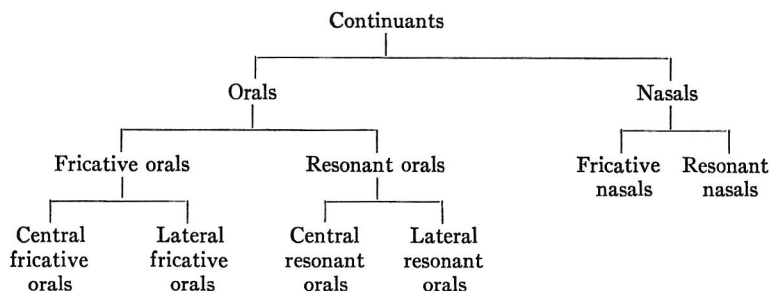 Continuants
Orals
Nasals
Fricative orals
Resonant orals
Fricative
nasals
Resonant
nasals
Central
fricative
orals
Lateral
fricative
orals
Central
resonant
orals
Lateral
resonant
orals